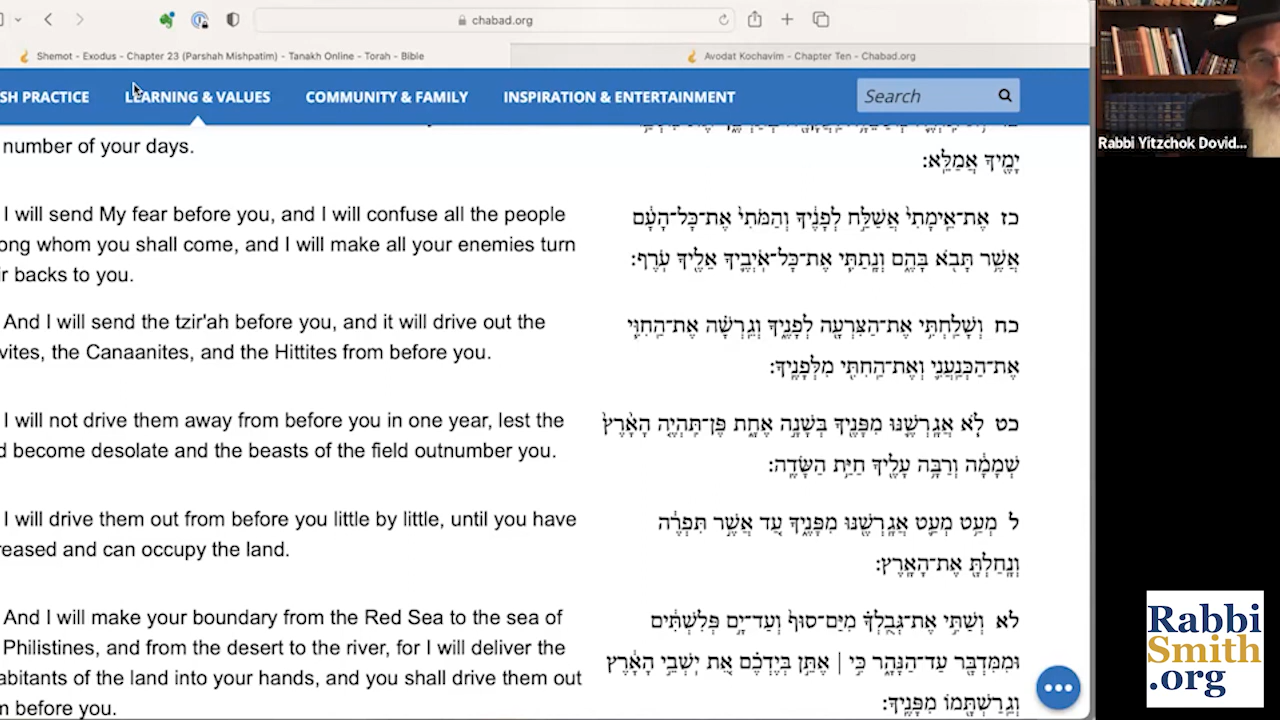 chabad.org
Shemot - Exodus - Chapter 23 (Parshah Mishpatim) - Tanakh Online - Torah - Bible
Avodat Kochavim - Chapter Ten - Chabad.org
SH PRACTICE
LEARNING & VALUES
COMMUNITY & FAMILY
INSPIRATION & ENTERTAINMENT
Search
number of your days.
יָמֶ֖יךָ אֲמַלֵּֽא:
I will send My fear before you, and I will confuse all the people
ong whom you shall come, and I will make all your enemies turn
ir backs to you.
כז אֶת־אֵֽימָתִי֙ אֲשַׁלַּ֣ח לְפָנֶ֔יךָ וְהַמֹּתִי֙ אֶת־כָּל־הָעָ֔ם
אֲשֶׁ֥ר תָּבֹ֖א בָּהֶ֑ם וְנָֽתַתִּ֧י אֶת־כָּל־אֹֽיְבֶ֛יךָ אֵלֶ֖יךָ עֹֽרֶף:
And I will send the tzir'ah before you, and it will drive out the
vites, the Canaanites, and the Hittites from before you.
כח וְשָֽׁלַחְתִּ֥י אֶת־הַצִּרְעָ֖ה לְפָנֶ֑יךָ וְגֵֽרְשָׁ֗ה אֶת־הַֽחִוִּ֧י
אֶת־הַכְּנַֽעֲנִ֛י וְאֶת־הַֽחִתִּ֖י מִלְּפָנֶֽיךָ:
I will not drive them away from before you in one year, lest the
d become desolate and the beasts of the field outnumber you.
כט לֹ֧א אֲגָֽרְשֶׁ֛נּוּ מִפָּנֶ֖יךָ בְּשָׁנָ֣ה אֶחָ֑ת פֶּן־תִּֽהְיֶ֤ה הָאָ֨רֶץ֙
שְׁמָמָ֔ה וְרַבָּ֥ה עָלֶ֖יךָ חַיַּ֥ת הַשָּׂדֶֽה:
I will drive them out from before you little by little, until you have
reased and can occupy the land.
ל מְעַ֥ט מְעַ֛ט אֲגָֽרְשֶׁ֖נּוּ מִפָּנֶ֑יךָ עַ֚ד אֲשֶׁ֣ר תִּפְרֶ֔ה
וְנָֽחַלְתָּ֖ אֶת־הָאָֽרֶץ:
And I will make your boundary from the Red Sea to the sea of
Philistines, and from the desert to the river, for I will deliver the
abitants of the land into your hands, and you shall drive them out
m before you.
לא וְשַׁתִּ֣י אֶת־גְּבֻֽלְךָ֗ מִיַּם־סוּף֙ וְעַד־יָ֣ם פְּלִשְׁתִּ֔ים
וּמִמִּדְבָּ֖ר עַד־הַנָּהָ֑ר כִּ֣י | אֶתֵּ֣ן בְּיֶדְכֶ֗ם אֵ֚ת יֽשְׁבֵ֣י הָאָ֔רֶץ
וְגֵֽרַשְׁתָּ֖מוֹ מִפָּנֶֽיךָ:
Rabbi Yitzchok Dovid...
Rabbi
Smith
.org